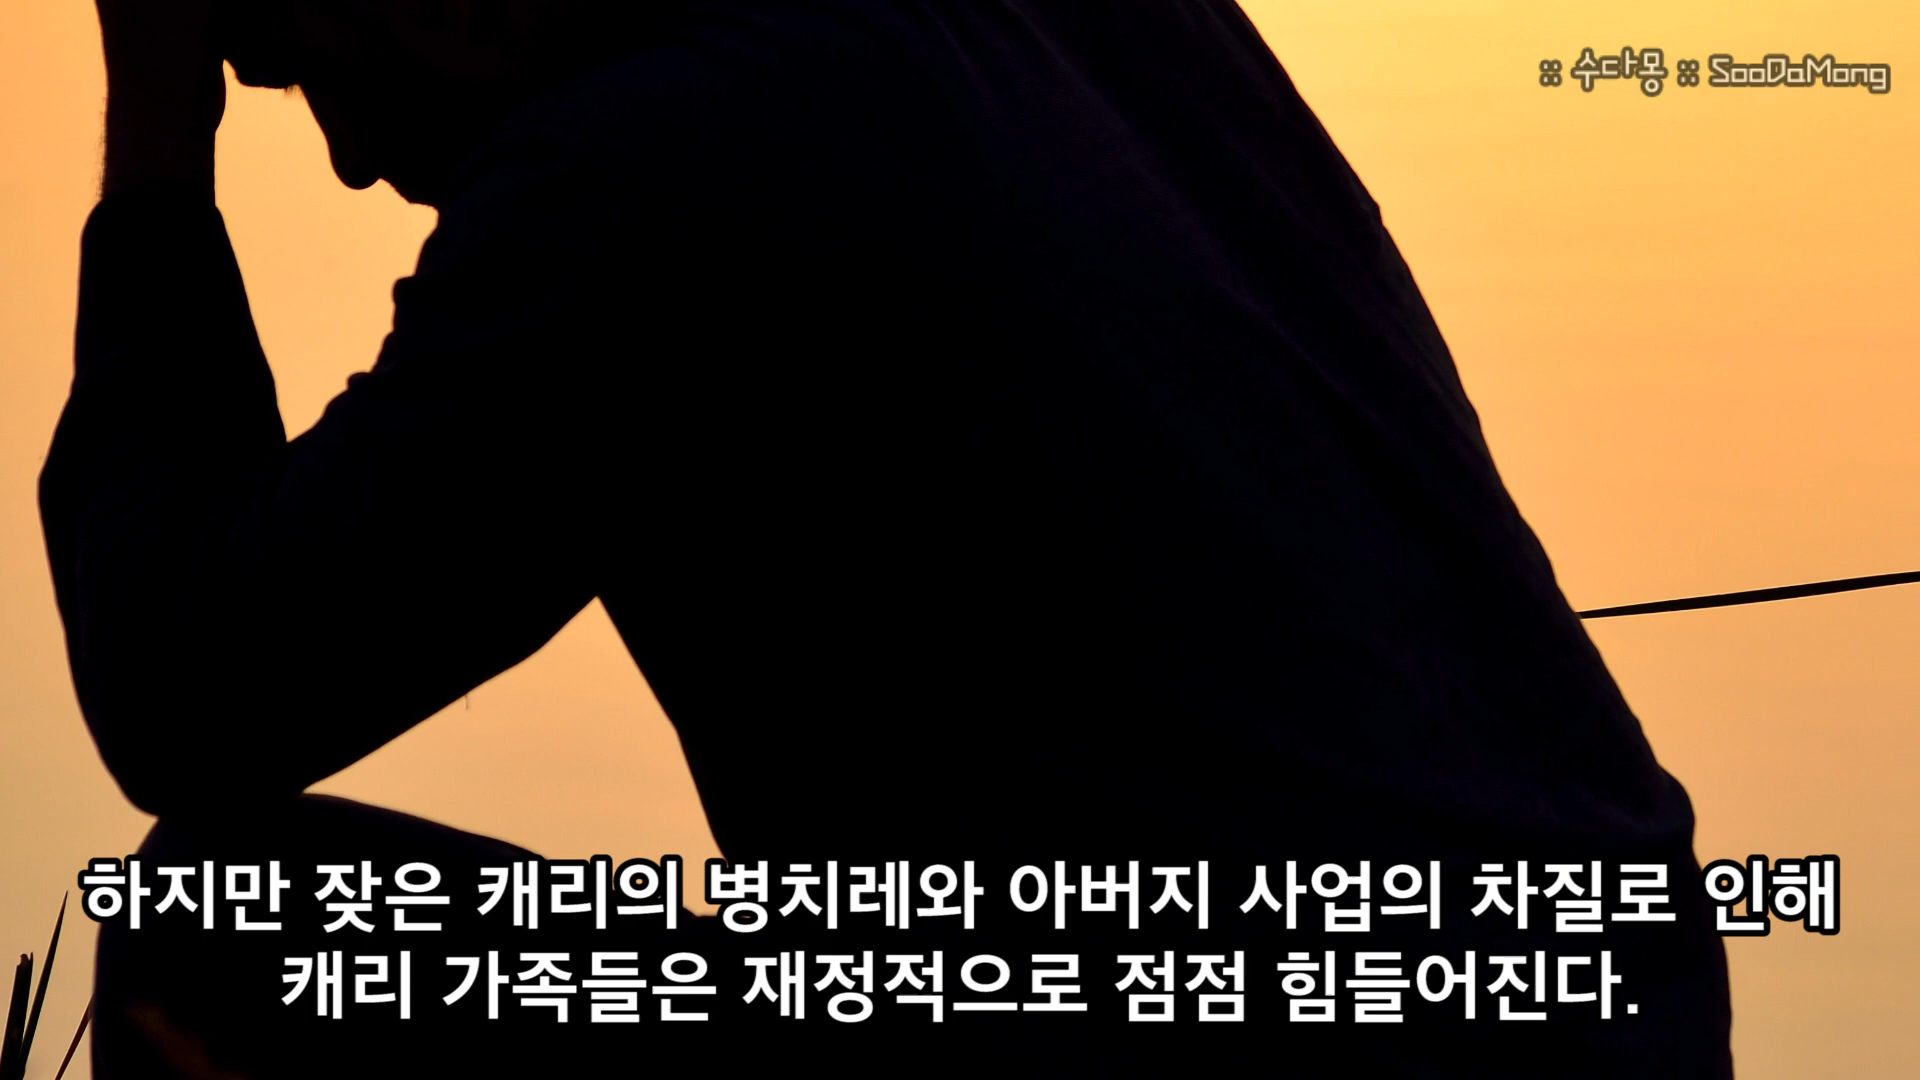 :: 수다몽 :: SooDaMong
하지만 잦은 캐리의 병치레와 아버지 사업의 차질로 인해
캐리 가족들은 재정적으로 점점 힘들어진다.